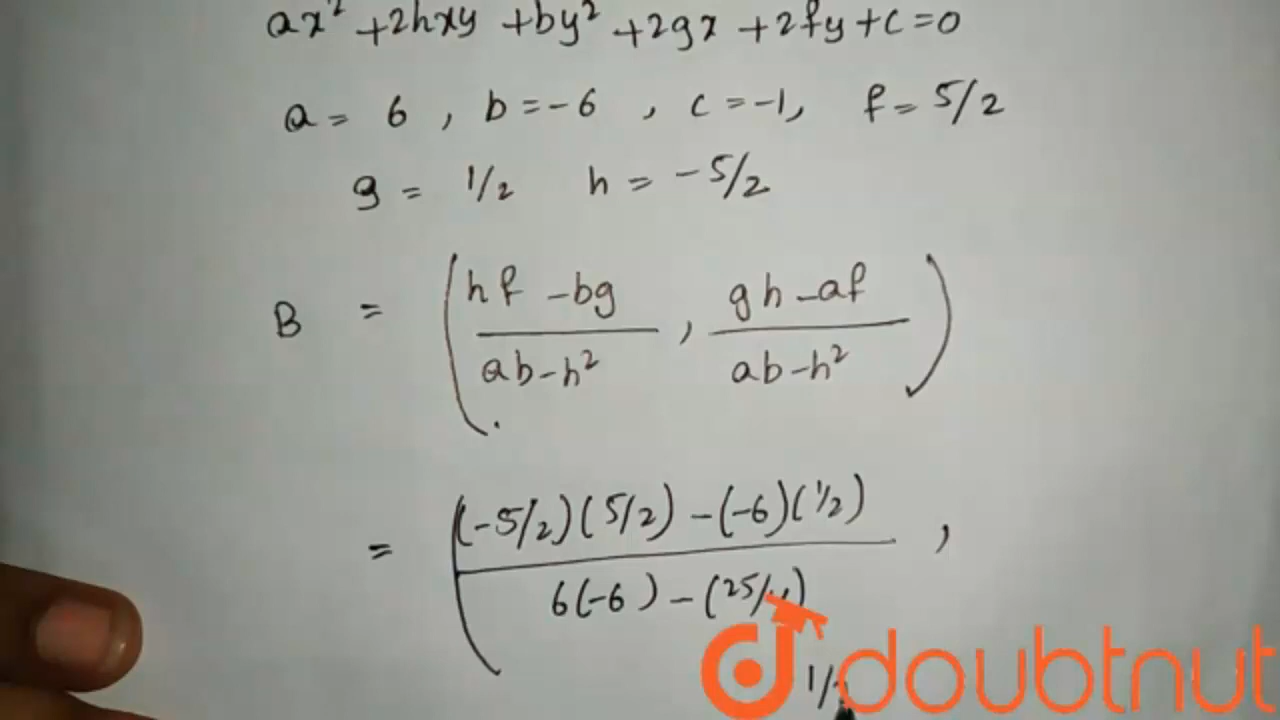 ax² + 2hxy + by² + 2gx + 2fy + c = 0
a = 6 , b = -6 , c = -1, f = 5/2
g = 1/2 h = -5/2
B = ( hf - bg / ab - h² , gh - af / ab - h² )
= ( (-5/2)(5/2) - (-6)(1/2) / 6(-6) - (25/4) ,
1/
doubtnut